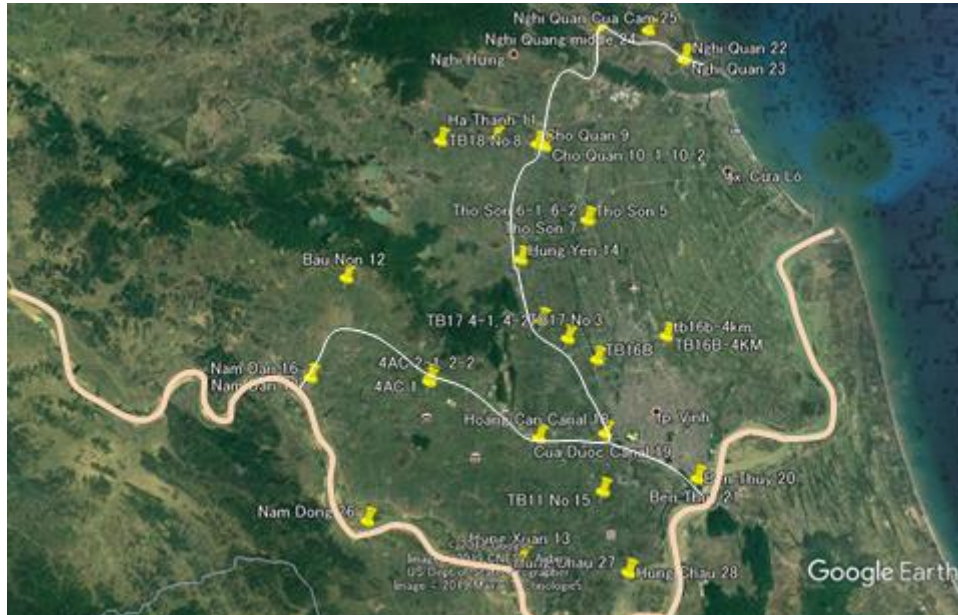 Nghi Quan Cua Cam 25
Nghi Quang middle 24
Nghi Hung
Nghi Quan 22
Nghi Quan 23
Ha Thanh 11
TB18 No 8
Cho Quan 9
Cho Quan 10-1, 10-2
tx. Cửa Lò
Tho Son 6-1, 6-2
Tho Son 5
Tho Son 7
Hung Yen 14
Bau Non 12
TB17 4-1, 4-2
TB17 No 3
tb16b-4km
TB16B-4KM
TB16B
Nam Dan 16
Nam Dan
4AC 2-1, 2-2
4AC 1
Hoang Can Canal 18
tp. Vinh
Cua Duoc Canal 19
Ben Thuy 20
Ben Thuy 21
TB11 No 15
Nam Dong 26
Hung Xuan 13
Hung Chau 27
Hung Chau 28
Google Earth